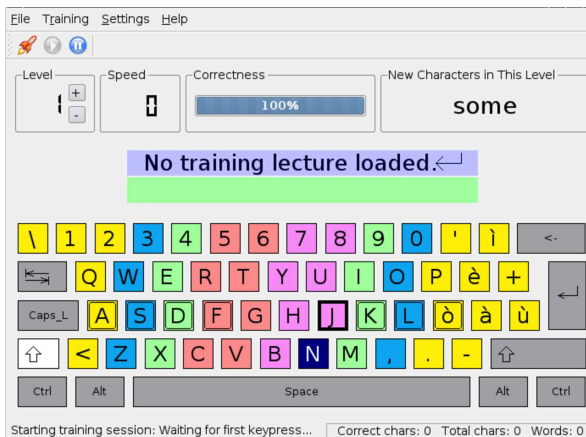 File Training Settings Help
Level Speed Correctness New Characters in This Level
1 + - 0 100% some
No training lecture loaded.
\ 1 2 3 4 5 6 7 8 9 0 ' ì <-
Q W E R T Y U I O P è +
Caps_L A S D F G H J K L ò à ù
< Z X C V B N M , . -
Ctrl Alt Space Alt Ctrl
Starting training session: Waiting for first keypress... Correct chars: 0 Total chars: 0 Words: 0